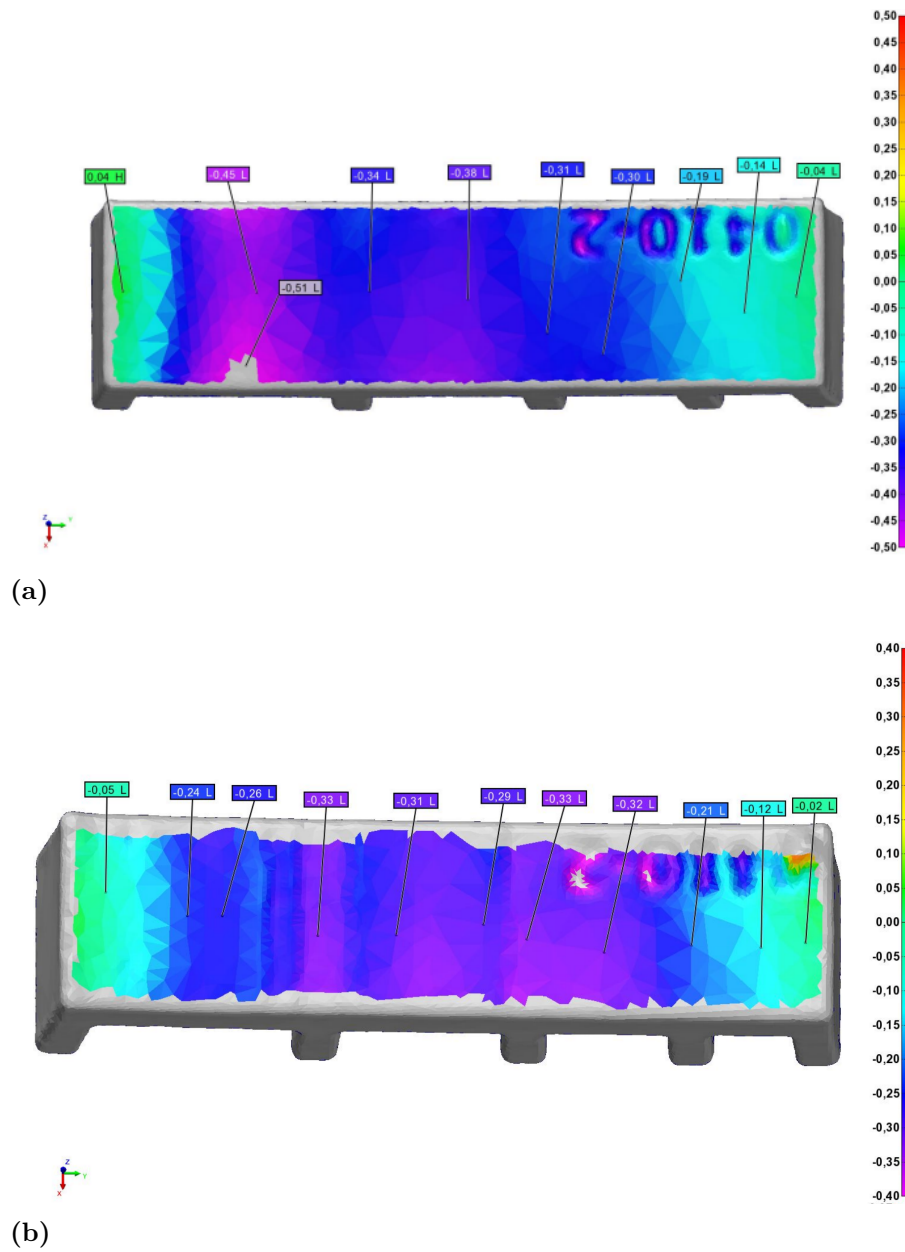 0,50
0,45
0,40
0,35
0,30
0,25
0,20
0,15
0,10
0,05
0,00
-0,05
-0,10
-0,15
-0,20
-0,25
-0,30
-0,35
-0,40
-0,45
-0,50
0,04 H
-0,45 L
-0,34 L
-0,38 L
-0,31 L
-0,30 L
-0,19 L
-0,14 L
-0,04 L
-0,51 L
Z
Y
X
(a)
0,40
0,35
0,30
0,25
0,20
0,15
0,10
0,05
0,00
-0,05
-0,10
-0,15
-0,20
-0,25
-0,30
-0,35
-0,40
-0,05 L
-0,24 L
-0,26 L
-0,33 L
-0,31 L
-0,29 L
-0,33 L
-0,32 L
-0,21 L
-0,12 L
-0,02 L
Z
Y
X
(b)